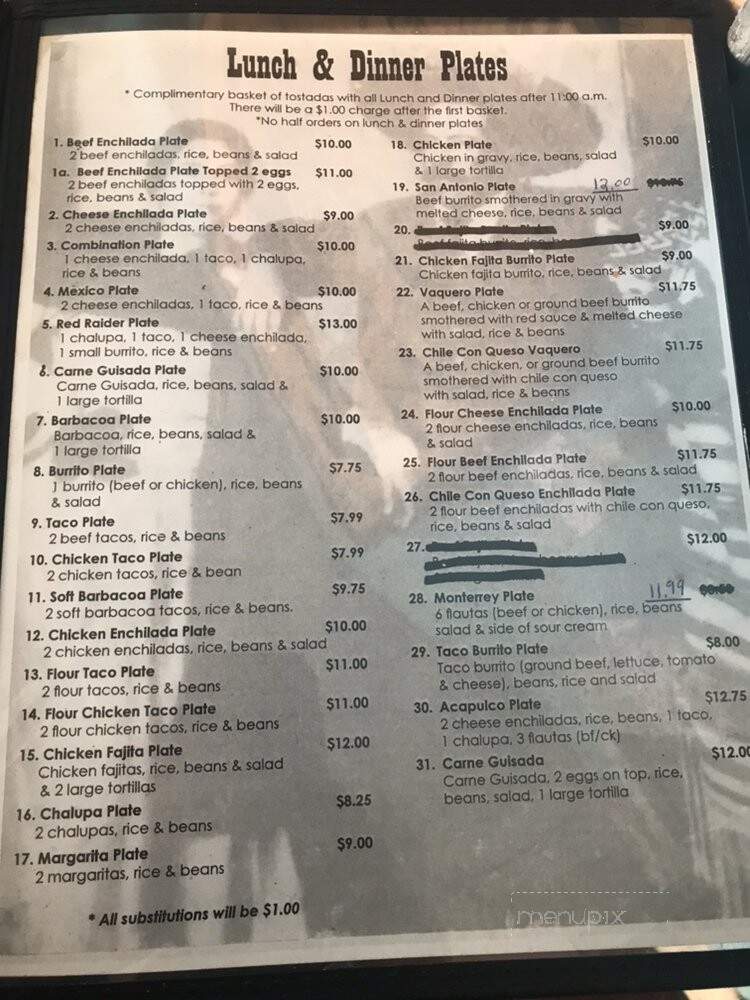 Lunch & Dinner Plates
* Complimentary basket of tostadas with all Lunch and Dinner plates after 11:00 a.m.
There will be a $1.00 charge after the first basket.
*No half orders on lunch & dinner plates
1. Beef Enchilada Plate $10.00
2 beef enchiladas, rice, beans & salad
1a. Beef Enchilada Plate Topped 2 eggs $11.00
2 beef enchiladas topped with 2 eggs,
rice, beans & salad
2. Cheese Enchilada Plate $9.00
2 cheese enchiladas, rice, beans & salad
3. Combination Plate $10.00
1 cheese enchilada, 1 taco, 1 chalupa,
rice & beans
4. Mexico Plate $10.00
2 cheese enchiladas, 1 taco, rice & beans
5. Red Raider Plate $13.00
1 chalupa, 1 taco, 1 cheese enchilada,
1 small burrito, rice & beans
6. Carne Guisada Plate $10.00
Carne Guisada, rice, beans, salad &
1 large tortilla
7. Barbacoa Plate $10.00
Barbacoa, rice, beans, salad &
1 large tortilla
8. Burrito Plate $7.75
1 burrito (beef or chicken), rice, beans
& salad
9. Taco Plate $7.99
2 beef tacos, rice & beans
10. Chicken Taco Plate $7.99
2 chicken tacos, rice & bean
11. Soft Barbacoa Plate $9.75
2 soft barbacoa tacos, rice & beans.
12. Chicken Enchilada Plate $10.00
2 chicken enchiladas, rice, beans & salad
13. Flour Taco Plate $11.00
2 flour tacos, rice & beans
14. Flour Chicken Taco Plate $11.00
2 flour chicken tacos, rice & beans
15. Chicken Fajita Plate $12.00
Chicken fajitas, rice, beans & salad
& 2 large tortillas
16. Chalupa Plate $8.25
2 chalupas, rice & beans
17. Margarita Plate $9.00
2 margaritas, rice & beans
* All substitutions will be $1.00
18. Chicken Plate $10.00
Chicken in gravy, rice, beans, salad
& 1 large tortilla
19. San Antonio Plate 12.00
Beef burrito smothered in gravy with
melted cheese, rice, beans & salad
20. $9.00
21. Chicken Fajita Burrito Plate $9.00
Chicken fajita burrito, rice, beans & salad
22. Vaquero Plate $11.75
A beef, chicken or ground beef burrito
smothered with red sauce & melted cheese
with salad, rice & beans
23. Chile Con Queso Vaquero $11.75
A beef, chicken, or ground beef burrito
smothered with chile con queso
with salad, rice & beans
24. Flour Cheese Enchilada Plate $10.00
2 flour cheese enchiladas, rice, beans
& salad
25. Flour Beef Enchilada Plate $11.75
2 flour beef enchiladas, rice, beans & salad
26. Chile Con Queso Enchilada Plate $11.75
2 flour beef enchiladas with chile con queso,
rice, beans & salad
27. $12.00
28. Monterrey Plate 11.99
6 flautas (beef or chicken), rice, beans
salad & side of sour cream
29. Taco Burrito Plate $8.00
Taco burrito (ground beef, lettuce, tomato
& cheese), beans, rice and salad
30. Acapulco Plate $12.75
2 cheese enchiladas, rice, beans, 1 taco,
1 chalupa, 3 flautas (bf/ck)
31. Carne Guisada $12.00
Carne Guisada, 2 eggs on top, rice,
beans, salad, 1 large tortilla
menupix